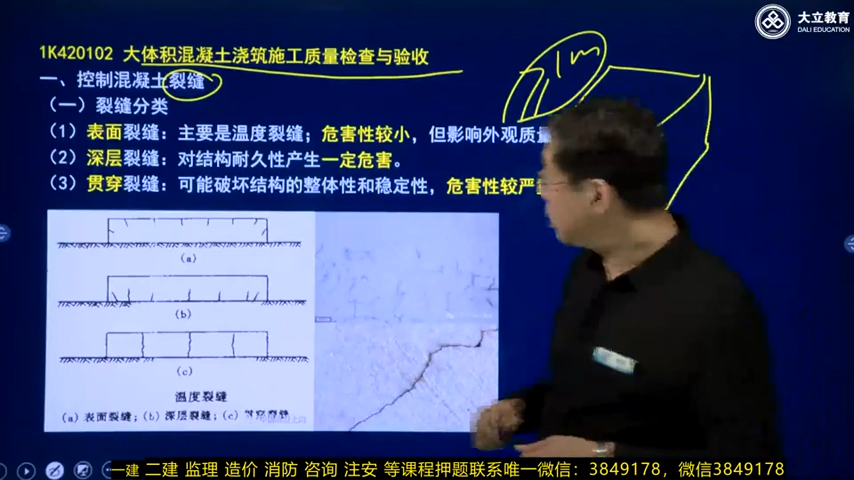 大立教育
DALI EDUCATION
1K420102 大体积混凝土浇筑施工质量检查与验收
一、控制混凝土裂缝
1m
（一）裂缝分类
（1）表面裂缝：主要是温度裂缝；危害性较小，但影响外观质量
（2）深层裂缝：对结构耐久性产生一定危害。
（3）贯穿裂缝：可能破坏结构的整体性和稳定性，危害性较严
(a)
(b)
(c)
温度裂缝
(a) 表面裂缝；(b) 深层裂缝；(c) 贯穿裂缝
一建 二建 监理 造价 消防 咨询 注安 等课程押题联系唯一微信：3849178，微信3849178